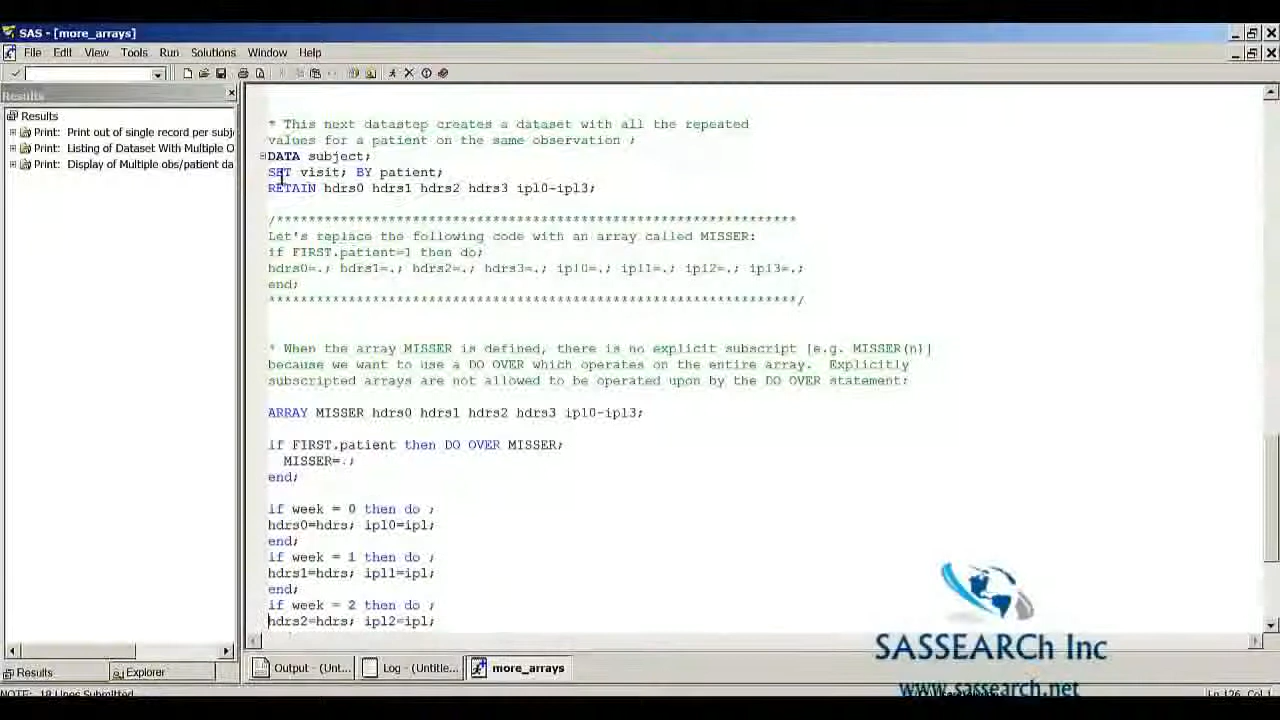 SAS - [more_arrays]
File Edit View Tools Run Solutions Window Help
Results
Results
Print: Print out of single record per subj
Print: Listing of Dataset With Multiple O
Print: Display of Multiple obs/patient da
* This next datastep creates a dataset with all the repeated
values for a patient on the same observation ;
DATA subject;
SET visit; BY patient;
RETAIN hdrs0 hdrs1 hdrs2 hdrs3 ipl0-ipl3;
/*****************************************************************
Let's replace the following code with an array called MISSER:
if FIRST.patient=1 then do;
hdrs0=.; hdrs1=.; hdrs2=.; hdrs3=.; ipl0=.; ipl1=.; ipl2=.; ipl3=.;
end;
******************************************************************/
* When the array MISSER is defined, there is no explicit subscript [e.g. MISSER(n)]
because we want to use a DO OVER which operates on the entire array. Explicitly
subscripted arrays are not allowed to be operated upon by the DO OVER statement;
ARRAY MISSER hdrs0 hdrs1 hdrs2 hdrs3 ipl0-ipl3;
if FIRST.patient then DO OVER MISSER;
MISSER=.;
end;
if week = 0 then do ;
hdrs0=hdrs; ipl0=ipl;
end;
if week = 1 then do ;
hdrs1=hdrs; ipl1=ipl;
end;
if week = 2 then do ;
hdrs2=hdrs; ipl2=ipl;
SASSEARCh Inc
www.sassearch.net
Results Explorer
Output - (Unt... Log - (Untitle... more_arrays
NOTE: 18 Lines Submitted
Ln 126, Col 1